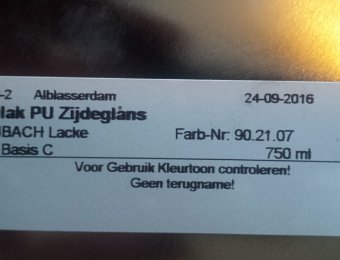 -2 Alblasserdam 24-09-2016
lak PU Zijdeglans
BACH Lacke Farb-Nr: 90.21.07
Basis C 750 ml
Voor Gebruik Kleurtoon controleren!
Geen terugname!